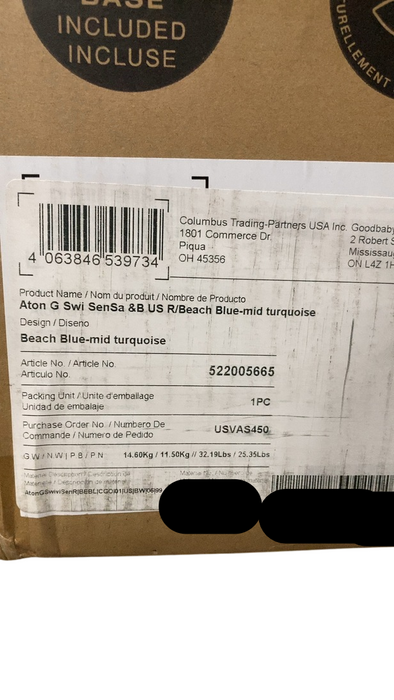 BASE
INCLUDED
INCLUSE
TURELLEMENT
4 063846 539734
Columbus Trading-Partners USA Inc.
1801 Commerce Dr.
Piqua
OH 45356
Goodbaby
2 Robert S
Mississau
ON L4Z 1H
Product Name / Nom du produit / Nombre de Producto
Aton G Swi SenSa &B US R/Beach Blue-mid turquoise
Design / Diseno
Beach Blue-mid turquoise
Article No. / Article No.
Articulo No.
522005665
Packing Unit / Unite d'emballage
Unidad de embalaje
1PC
Purchase Order No. / Numbero De
Commande / Numero de Pedido
USVAS450
GW/NW|PB/PN 14.60Kg / 11.50Kg // 32.19Lbs / 25.35Lbs